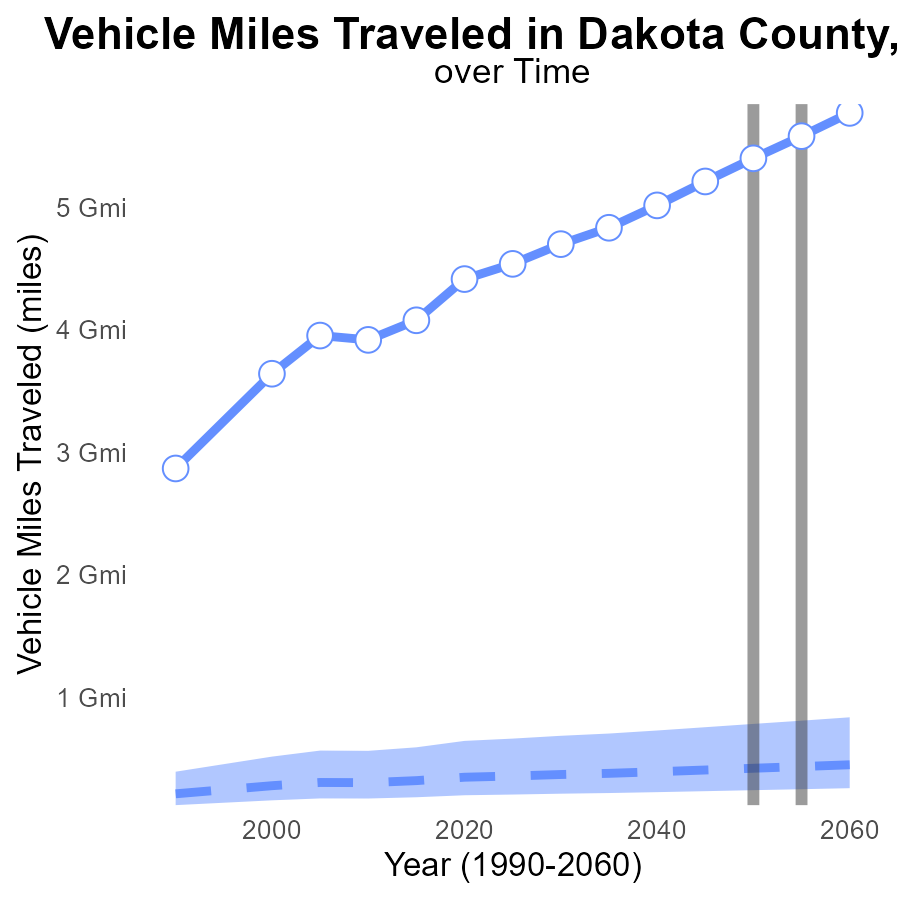 Vehicle Miles Traveled in Dakota County,
over Time
Vehicle Miles Traveled (miles)
5 Gmi
4 Gmi
3 Gmi
2 Gmi
1 Gmi
2000
2020
2040
2060
Year (1990-2060)